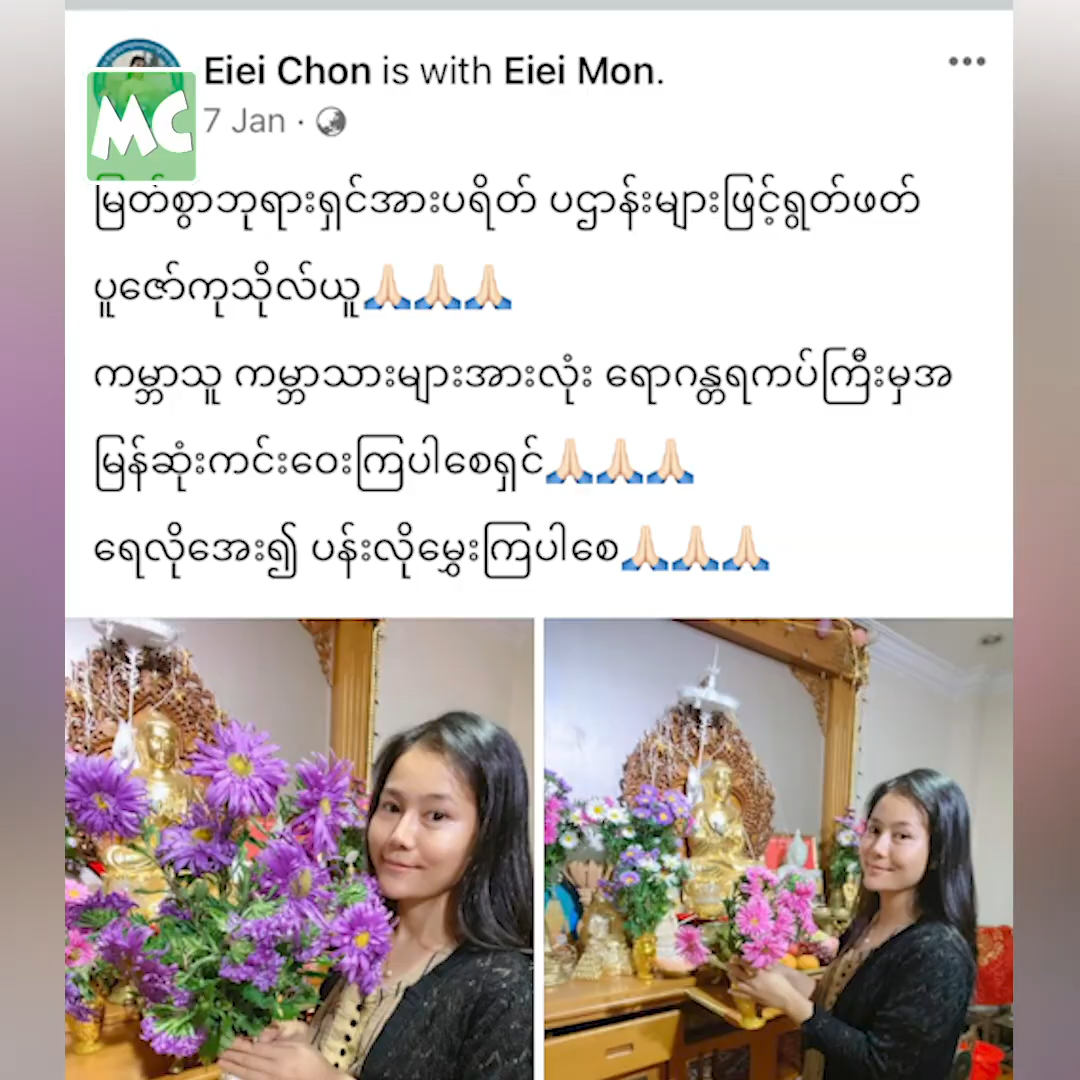 Eiei Chon is with Eiei Mon.
MC
7 Jan ·
မြတ်စွာဘုရားရှင်အားပရိတ် ပဌာန်းများဖြင့်ရွတ်ဖတ်
ပူဇော်ကုသိုလ်ယူ🙏🏻🙏🏻🙏🏻
ကမ္ဘာသူ ကမ္ဘာသားများအားလုံး ရောဂန္တရကပ်ကြီးမှအ
မြန်ဆုံးကင်းဝေးကြပါစေရှင်🙏🏻🙏🏻🙏🏻
ရေလိုအေး၍ ပန်းလိုမွှေးကြပါစေ🙏🏻🙏🏻🙏🏻